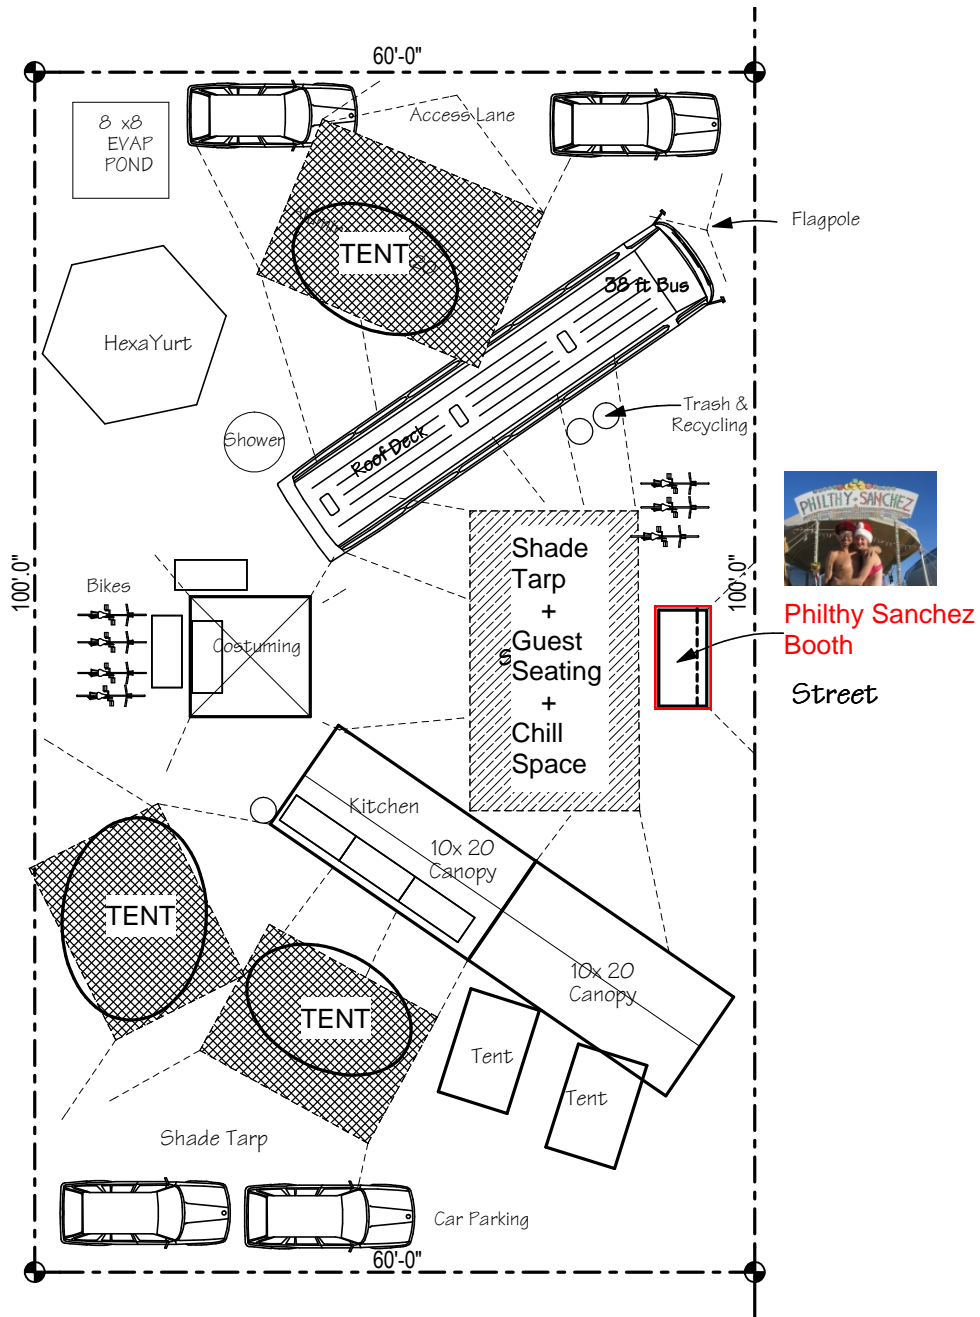 60'-0"
8 x8
EVAP
POND
Access Lane
Flagpole
TENT
38 ft Bus
HexaYurt
Trash &
Recycling
Shower
Roof Deck
PHILTHY SANCHEZ
Shade
Tarp
+
Guest
Seating
+
Chill
Space
100'.0"
100'.0"
Bikes
Philthy Sanchez
Booth
Costuming
Street
Kitchen
10x 20
Canopy
TENT
10x 20
Canopy
TENT
Tent
Tent
Shade Tarp
Car Parking
60'-0"